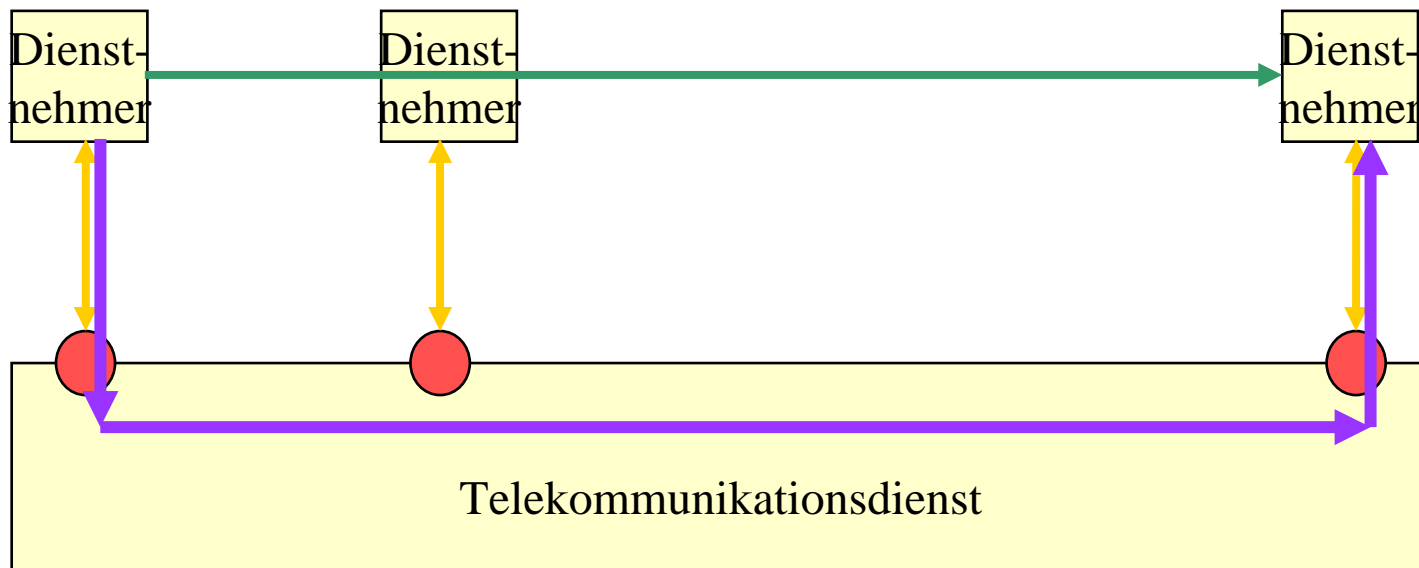 Dienst-
nehmer
Dienst-
nehmer
Dienst-
nehmer
Telekommunikationsdienst